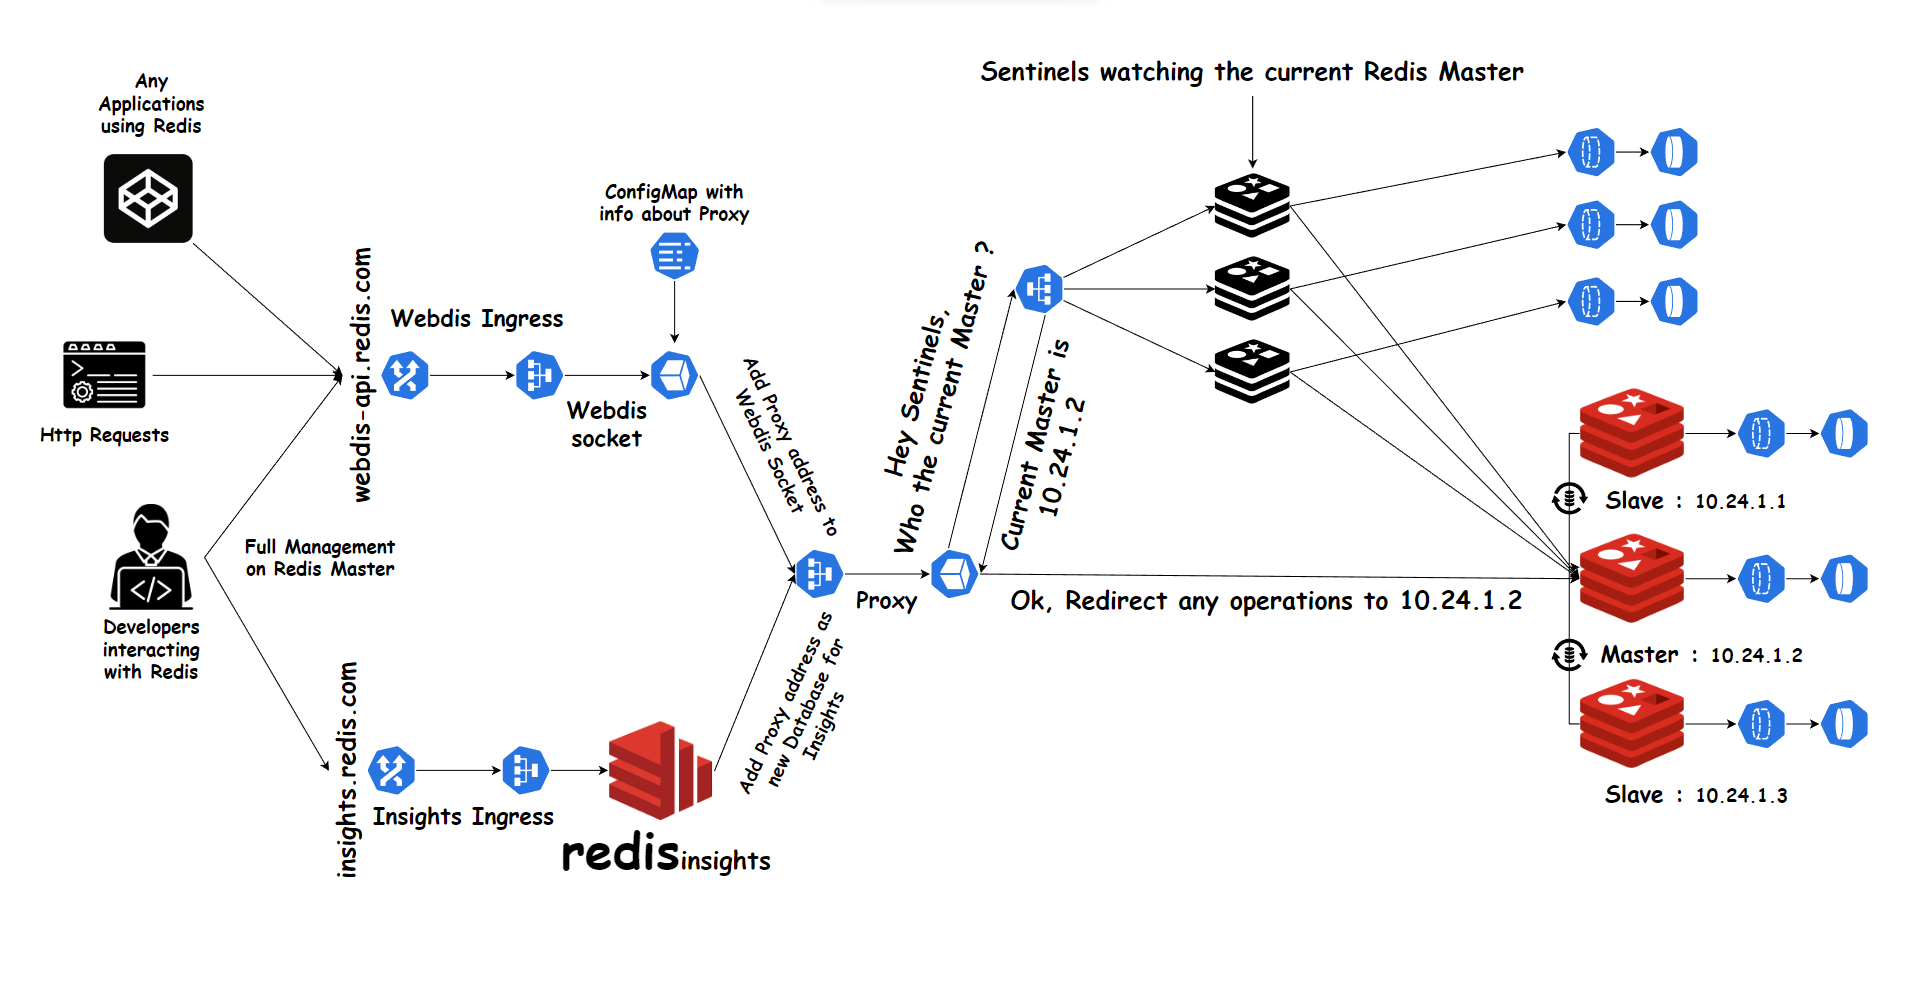 Sentinels watching the current Redis Master
Any
Applications
using Redis
ConfigMap with
info about Proxy
webdis-api.redis.com
Webdis Ingress
Webdis
socket
Http Requests
Add Proxy address to
Webdis Socket
Hey Sentinels,
Who the current Master ?
Current Master is
10.24.1.2
Slave : 10.24.1.1
Full Management
on Redis Master
</>
Developers
interacting
with Redis
Proxy
Ok, Redirect any operations to 10.24.1.2
Master : 10.24.1.2
insights.redis.com
Insights Ingress
Add Proxy address as
new Database for
Insights
Slave : 10.24.1.3
redisinsights